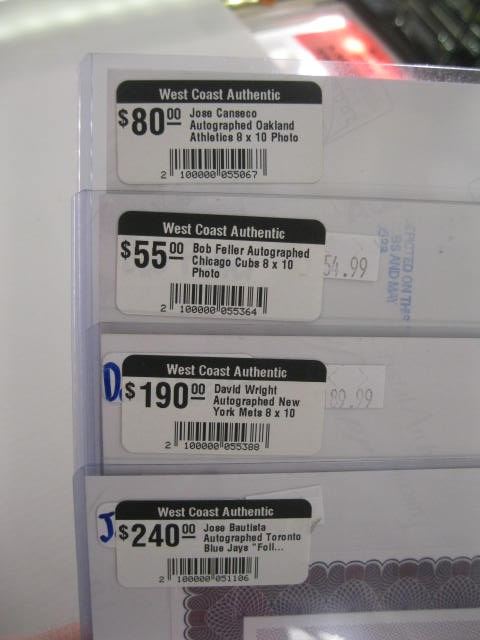 West Coast Authentic
$80.00 Jose Canseco
Autographed Oakland
Athletics 8 x 10 Photo
2 100000 055067
West Coast Authentic
$55.00 Bob Feller Autographed
Chicago Cubs 8 x 10
Photo
2 100000 055364
54.99
West Coast Authentic
D
$190.00 David Wright
Autographed New
York Mets 8 x 10
2 100000 055388
89.99
West Coast Authentic
J
$240.00 Jose Bautista
Autographed Toronto
Blue Jays "Foll...
2 100000 051106